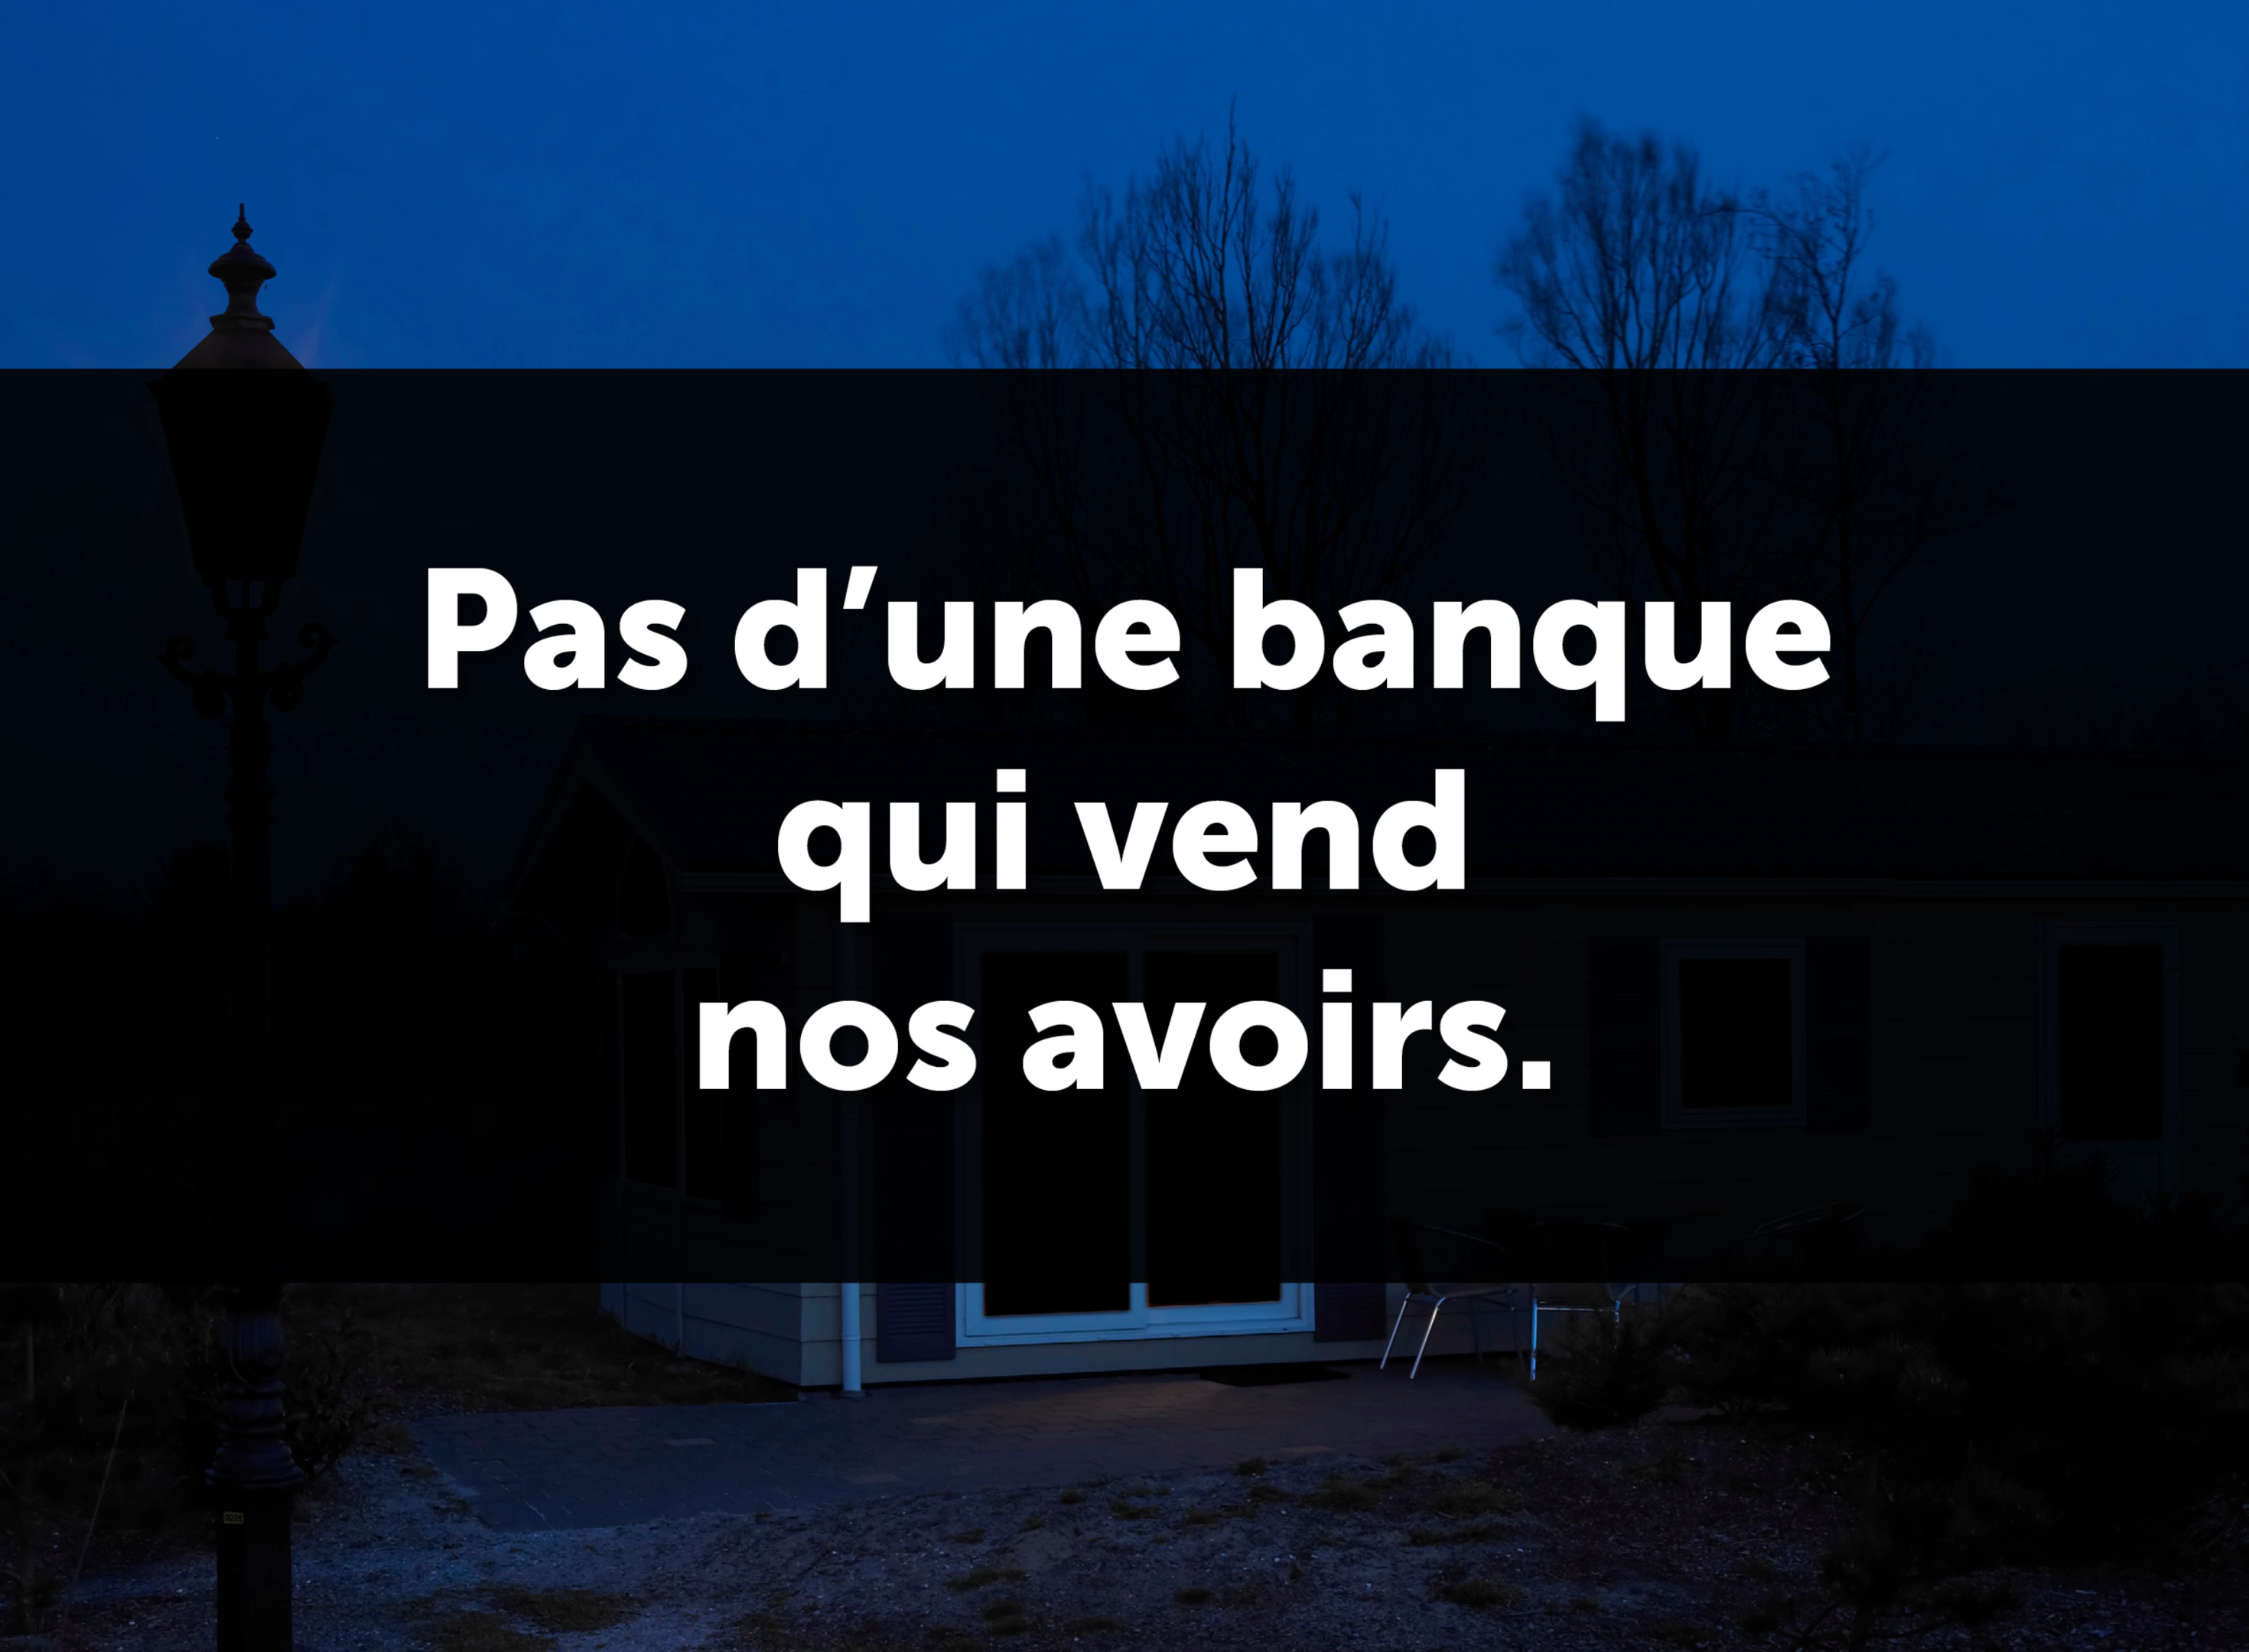 Pas d’une banque
qui vend
nos avoirs.